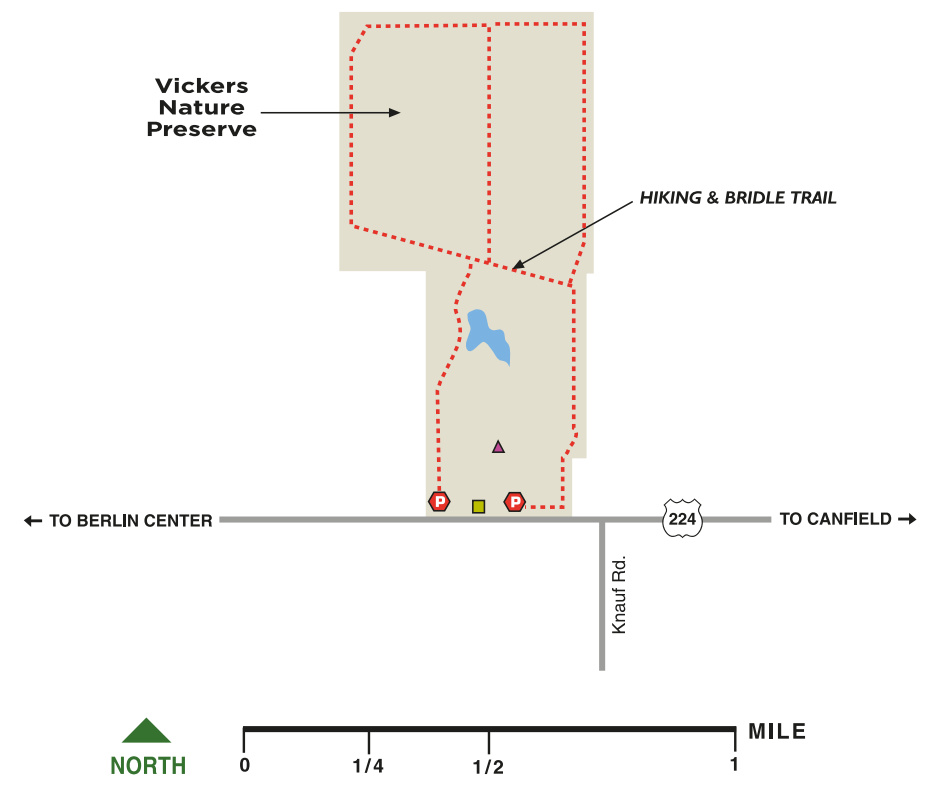 Vickers
Nature
Preserve
HIKING & BRIDLE TRAIL
P
P
TO BERLIN CENTER
224
TO CANFIELD
Knauf Rd.
NORTH
MILE
0
1/4
1/2
1